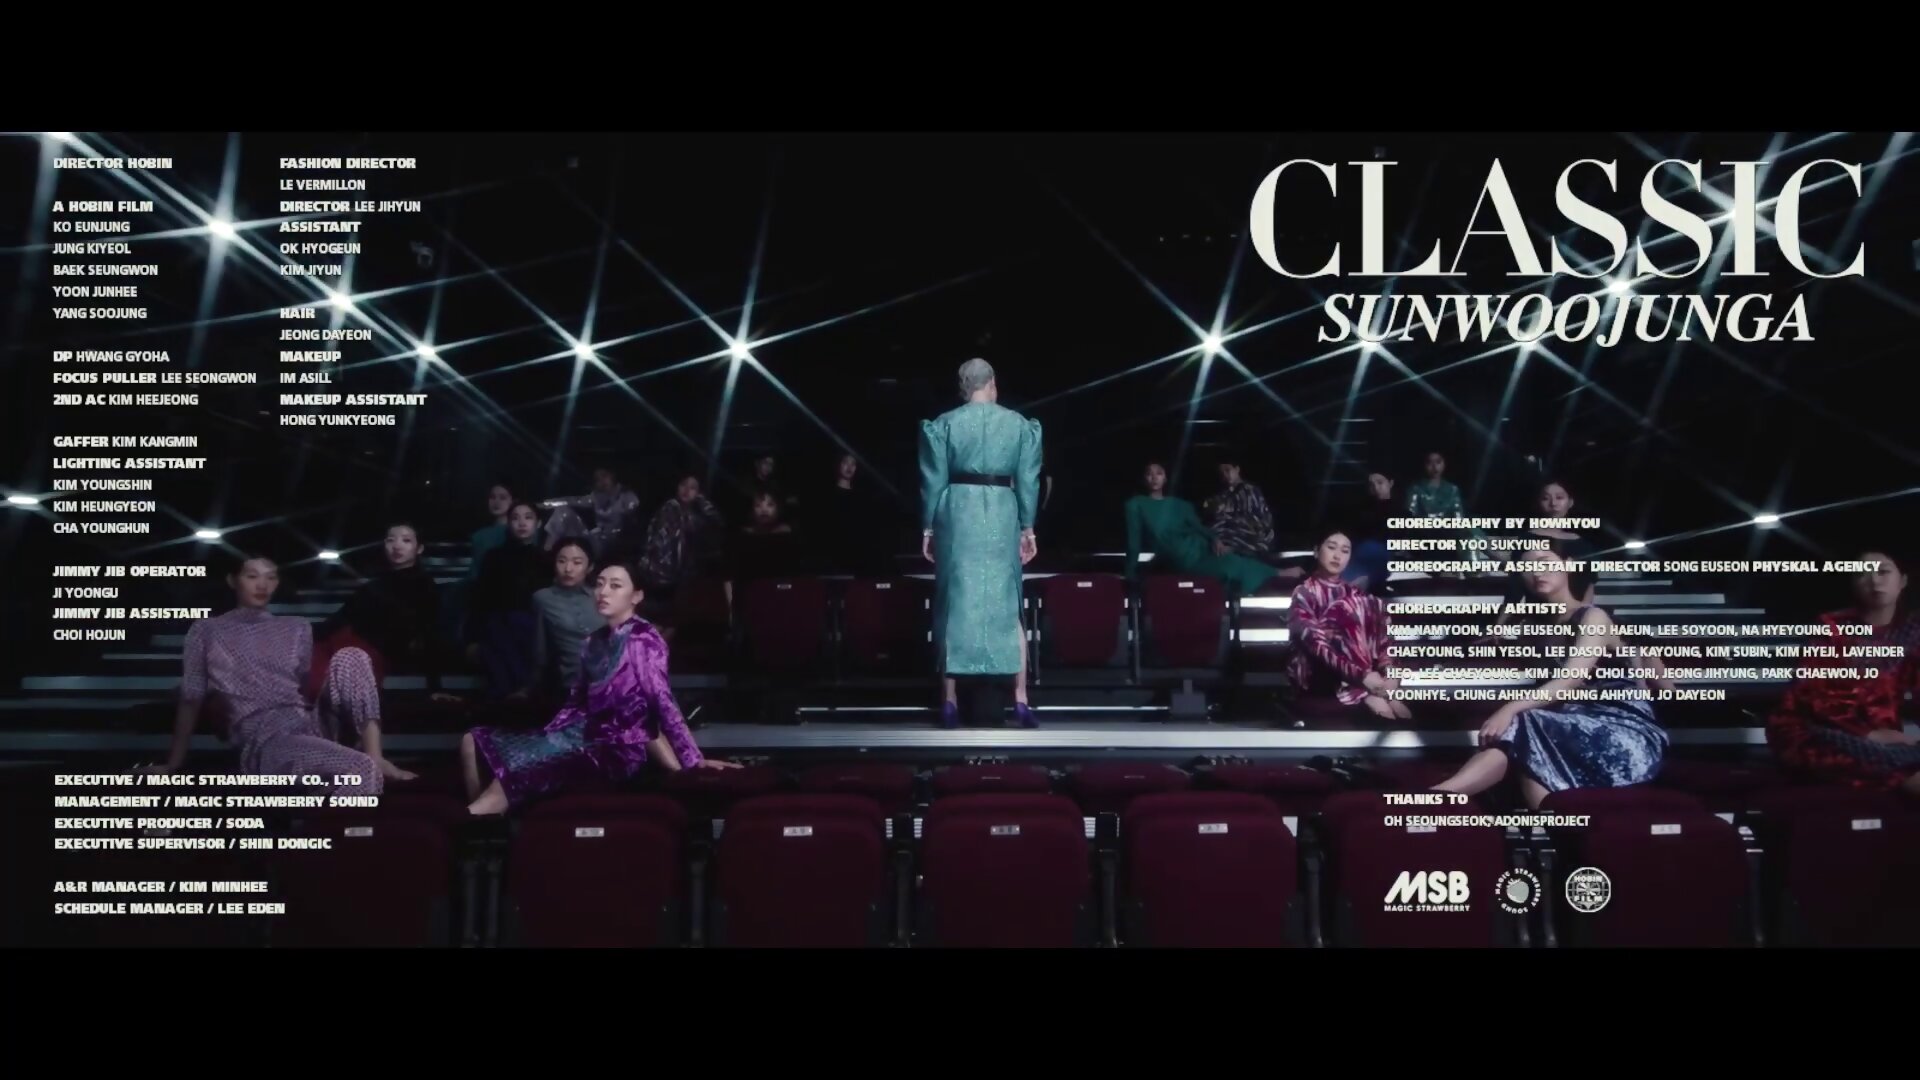 DIRECTOR HOBIN
A HOBIN FILM
KO EUNJUNG
JUNG KIYEOL
BAEK SEUNGWON
YOON JUNHEE
YANG SOOJUNG
DP HWANG GYOHA
FOCUS PULLER LEE SEONGWON
2ND AC KIM HEEJEONG
GAFFER KIM KANGMIN
LIGHTING ASSISTANT
KIM YOUNGSHIN
KIM HEUNGYEON
CHA YOUNGHUN
JIMMY JIB OPERATOR
JI YOONGU
JIMMY JIB ASSISTANT
CHOI HOJUN
FASHION DIRECTOR
LE VERMILLON
DIRECTOR LEE JIHYUN
ASSISTANT
OK HYOGEUN
KIM JIYUN
HAIR
JEONG DAYEON
MAKEUP
IM ASILL
MAKEUP ASSISTANT
HONG YUNKYEONG
EXECUTIVE / MAGIC STRAWBERRY CO., LTD
MANAGEMENT / MAGIC STRAWBERRY SOUND
EXECUTIVE PRODUCER / SODA
EXECUTIVE SUPERVISOR / SHIN DONGIC
A&R MANAGER / KIM MINHEE
SCHEDULE MANAGER / LEE EDEN
CLASSIC
SUNWOOJUNGA
CHOREOGRAPHY BY HOWHYOU
DIRECTOR YOO SUKYUNG
CHOREOGRAPHY ASSISTANT DIRECTOR SONG EUSEON PHYSKAL AGENCY
CHOREOGRAPHY ARTISTS
KIM NAMYOON, SONG EUSEON, YOO HAEUN, LEE SOYOON, NA HYEYOUNG, YOON
CHAEYOUNG, SHIN YESOL, LEE DASOL, LEE KAYOUNG, KIM SUBIN, KIM HYEJI, LAVENDER
HEO, LEE CHAEYOUNG, KIM JIOON, CHOI SORI, JEONG JIHYUNG, PARK CHAEWON, JO
YOONHYE, CHUNG AHHYUN, CHUNG AHHYUN, JO DAYEON
THANKS TO
OH SEOUNGSEOK, ADONISPROJECT
MSB
MAGIC STRAWBERRY
MAGIC STRAWBERRY SOUND
HOBIN
FILM